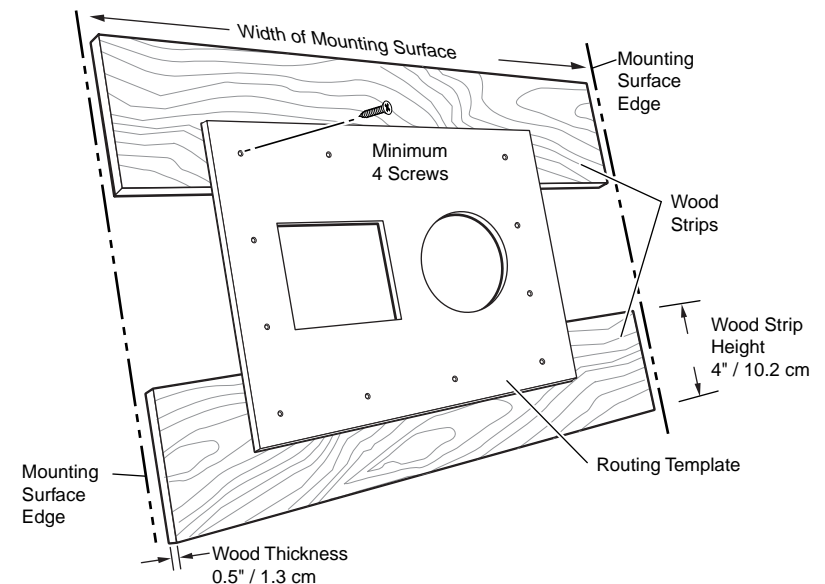 Width of Mounting Surface
Mounting
Surface
Edge
Minimum
4 Screws
Wood
Strips
Wood Strip
Height
4" / 10.2 cm
Routing Template
Mounting
Surface
Edge
Wood Thickness
0.5" / 1.3 cm